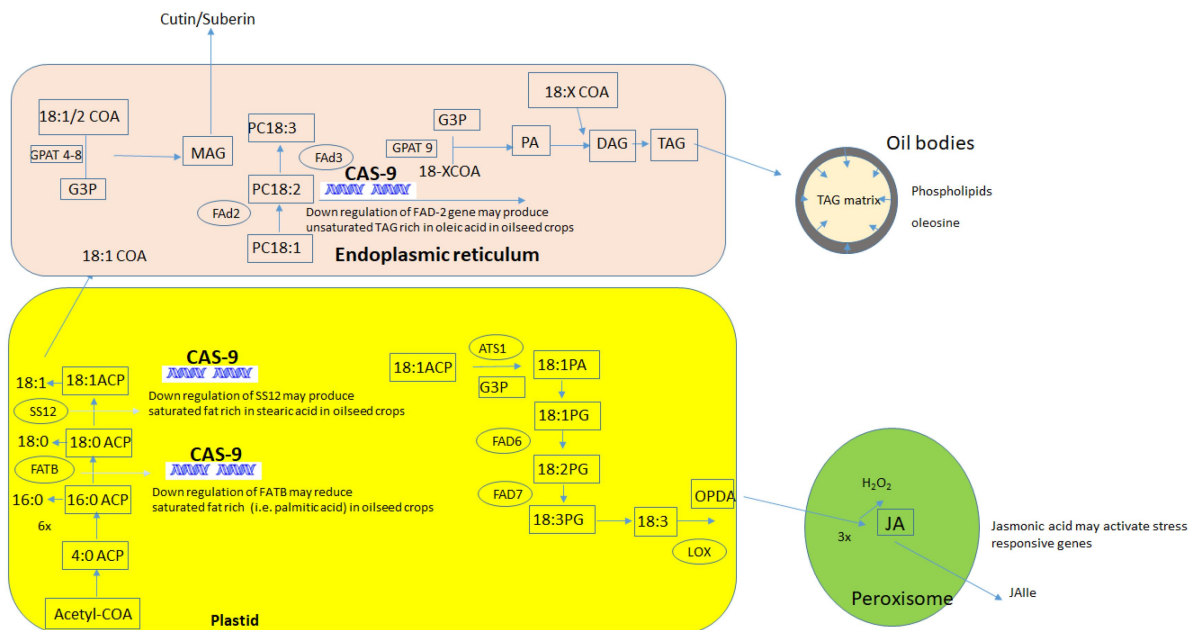 Cutin/Suberin
18:X COA
18:1/2 COA
G3P
PC18:3
GPAT 9
PA
DAG
TAG
Oil bodies
GPAT 4-8
MAG
FAd3
18-XCOA
CAS-9
G3P
PC18:2
Phospholipids
TAG matrix
FAd2
Down regulation of FAD-2 gene may produce
unsaturated TAG rich in oleic acid in oilseed crops
oleosine
PC18:1
18:1 COA
Endoplasmic reticulum
CAS-9
ATS1
18:1ACP
18:1PA
18:1
18:1ACP
G3P
Down regulation of SS12 may produce
saturated fat rich in stearic acid in oilseed crops
SS12
18:1PG
18:0
18:0 ACP
FAD6
CAS-9
FATB
18:2PG
H2O2
16:0
16:0 ACP
Down regulation of FATB may reduce
saturated fat rich (i.e. palmitic acid) in oilseed crops
FAD7
OPDA
6x
18:3PG
18:3
JA
3x
Jasmonic acid may activate stress
responsive genes
4:0 ACP
LOX
JAIle
Peroxisome
Acetyl-COA
Plastid